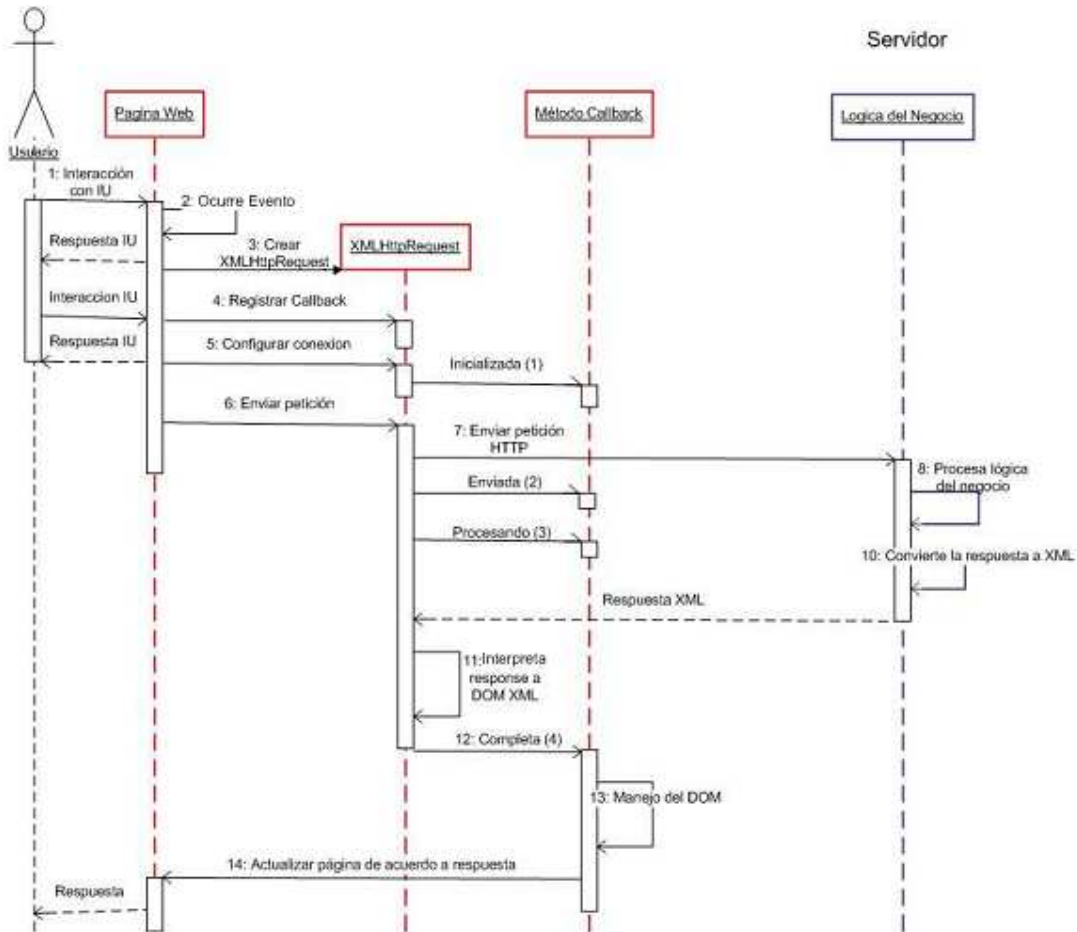 Servidor
Pagina Web
Método Callback
Logica del Negocio
Usuario
1: Interacción
con IU
2: Ocurre Evento
Respuesta IU
3: Crear
XMLHttpRequest
XMLHttpRequest
Interaccion IU
4: Registrar Callback
Respuesta IU
5: Configurar conexion
Inicializada (1)
6: Enviar petición
7: Enviar petición
HTTP
8: Procesa lógica
del negocio
Enviada (2)
Procesando (3)
10: Convierte la respuesta a XML
Respuesta XML
11:Interpreta
response a
DOM XML
12: Completa (4)
13: Manejo del DOM
14: Actualizar página de acuerdo a respuesta
Respuesta